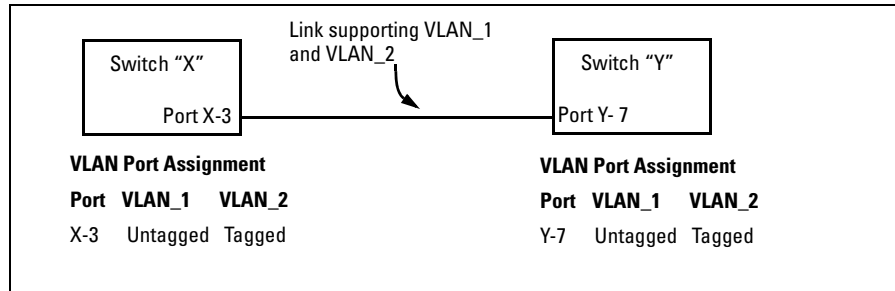 Link supporting VLAN_1
and VLAN_2
Switch “X”
Port X-3
Switch “Y”
Port Y- 7
VLAN Port Assignment
Port VLAN_1 VLAN_2
X-3 Untagged Tagged
VLAN Port Assignment
Port VLAN_1 VLAN_2
Y-7 Untagged Tagged